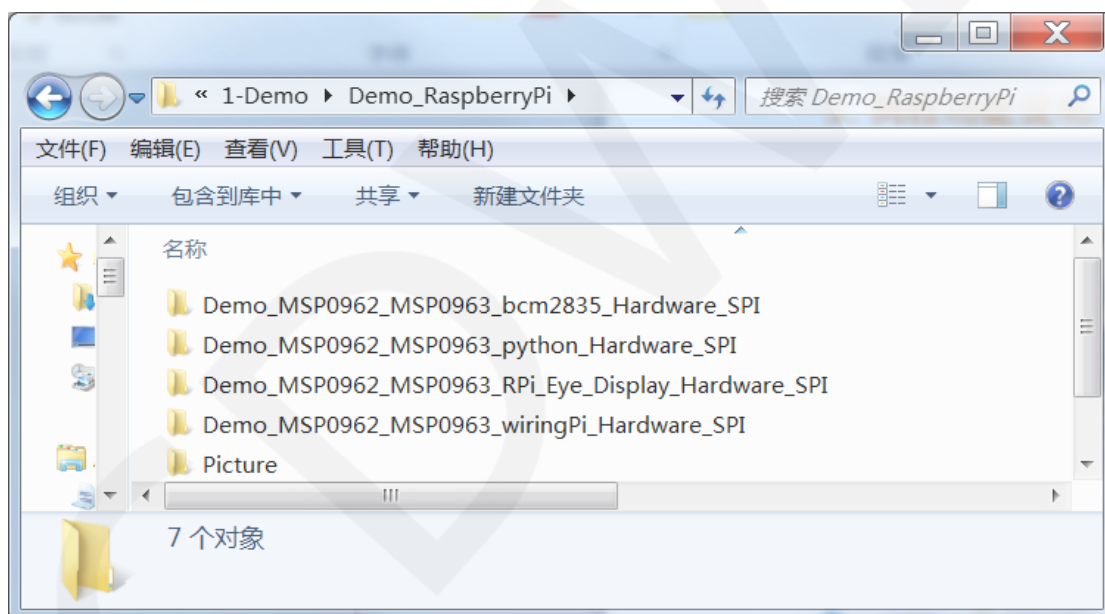 « 1-Demo ▸ Demo_RaspberryPi ▸ 搜索 Demo_RaspberryPi
文件(F) 编辑(E) 查看(V) 工具(T) 帮助(H)
组织 包含到库中 共享 新建文件夹
名称
Demo_MSP0962_MSP0963_bcm2835_Hardware_SPI
Demo_MSP0962_MSP0963_python_Hardware_SPI
Demo_MSP0962_MSP0963_RPi_Eye_Display_Hardware_SPI
Demo_MSP0962_MSP0963_wiringPi_Hardware_SPI
Picture
7 个对象